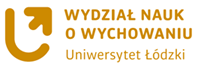 WYDZIAŁ NAUK
O WYCHOWANIU
Uniwersytet Łódzki